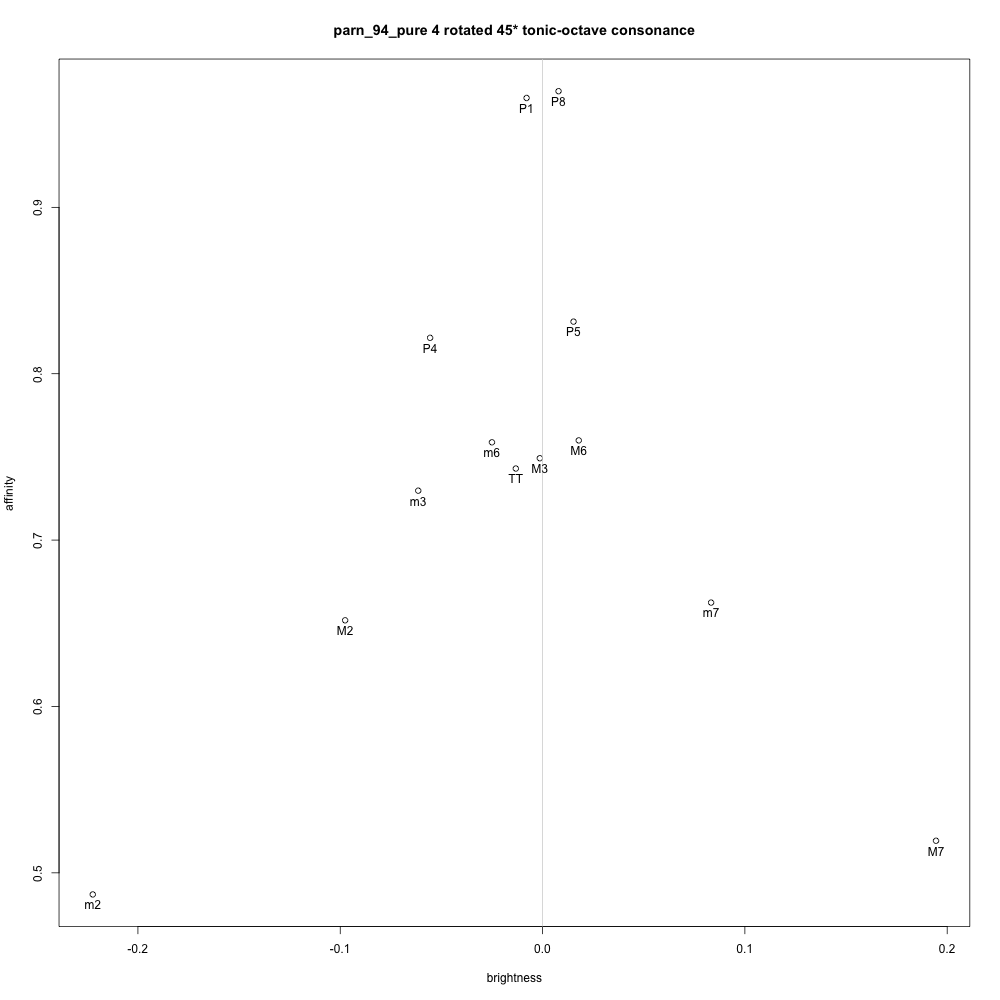 parn_94_pure 4 rotated 45* tonic-octave consonance
P1
P8
0.9
P5
P4
0.8
m6
M6
M3
TT
m3
affinity
0.7
m7
M2
0.6
M7
0.5
m2
-0.2
-0.1
0.0
0.1
0.2
brightness